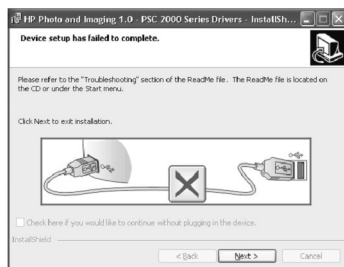 HP Photo and Imaging 1.0 - PSC 2000 Series Drivers - InstallSh...
Device setup has failed to complete.
Please refer to the "Troubleshooting" section of the ReadMe file. The ReadMe file is located on
the CD or under the Start menu.
Click Next to exit installation.
Check here if you would like to continue without plugging in the device.
InstallShield
< Back
Next >
Cancel